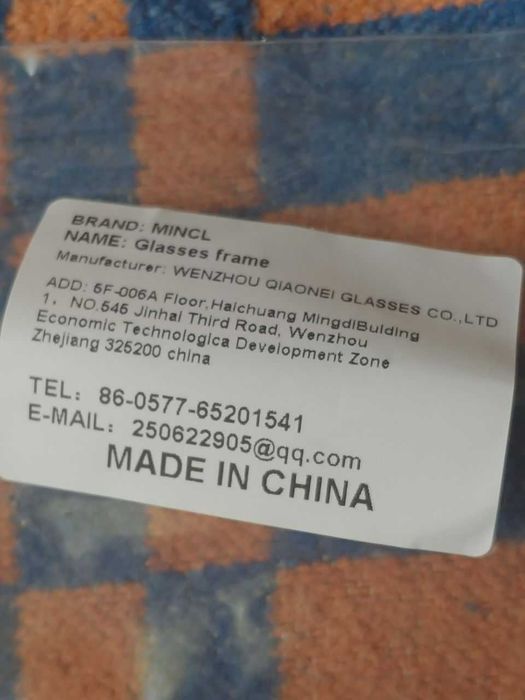 BRAND: MINCL
NAME: Glasses frame
Manufacturer: WENZHOU QIAONEI GLASSES CO.,LTD
ADD: 5F-006A Floor,Haichuang MingdiBulding
1，NO.545 Jinhai Third Road, Wenzhou
Economic Technologica Development Zone
Zhejiang 325200 china
TEL：86-0577-65201541
E-MAIL：250622905@qq.com
MADE IN CHINA